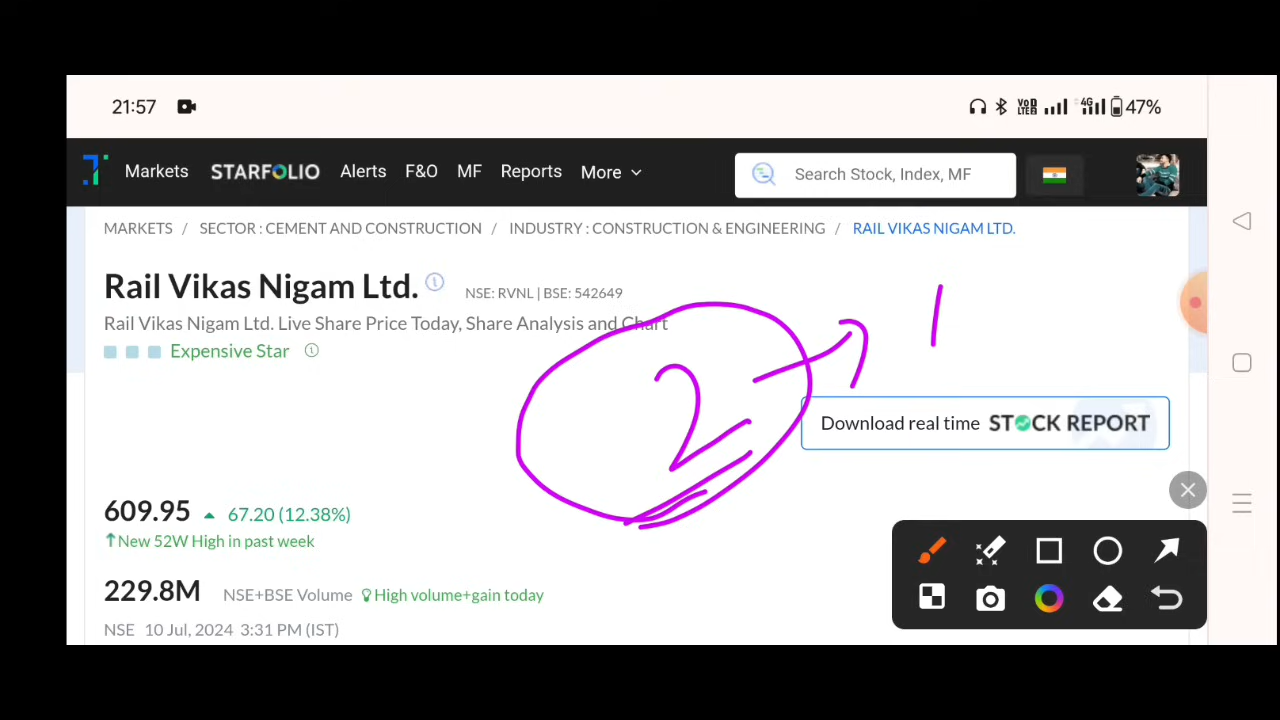 21:57 VoD LTE2 4G 47%
Markets STARFOLIO Alerts F&O MF Reports More Search Stock, Index, MF
MARKETS / SECTOR : CEMENT AND CONSTRUCTION / INDUSTRY : CONSTRUCTION & ENGINEERING / RAIL VIKAS NIGAM LTD.
Rail Vikas Nigam Ltd. NSE: RVNL | BSE: 542649
Rail Vikas Nigam Ltd. Live Share Price Today, Share Analysis and Chart
Expensive Star
2 1
Download real time STOCK REPORT
609.95 67.20 (12.38%)
New 52W High in past week
229.8M NSE+BSE Volume High volume+gain today
NSE 10 Jul, 2024 3:31 PM (IST)